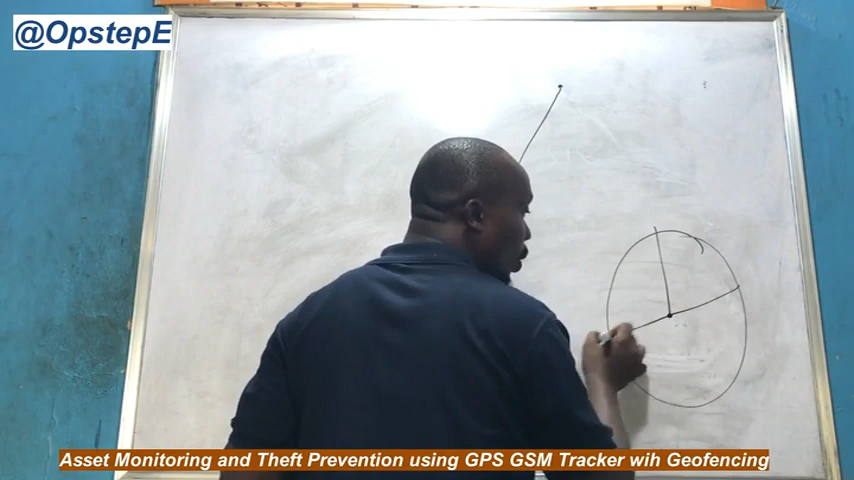 @OpstepE
Asset Monitoring and Theft Prevention using GPS GSM Tracker wih Geofencing